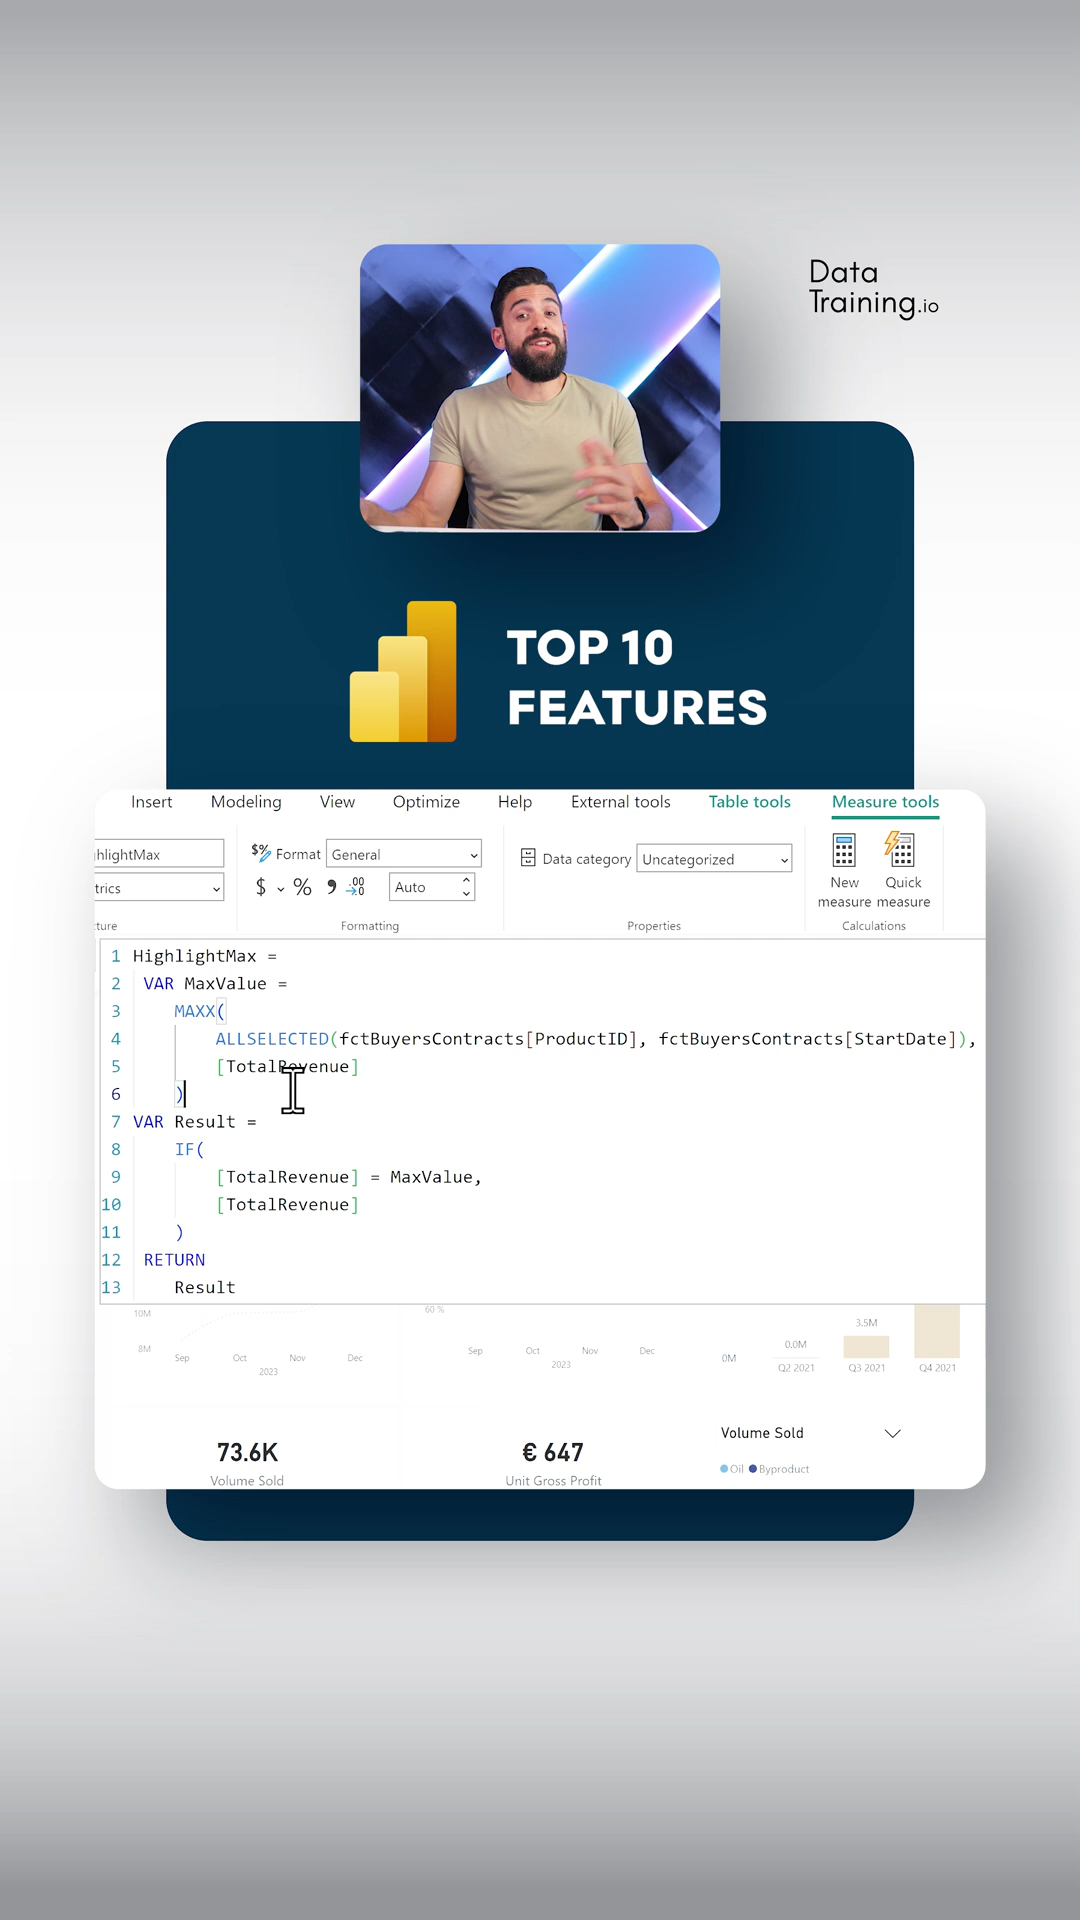 Data
Training.io
TOP 10
FEATURES
Insert Modeling View Optimize Help External tools Table tools Measure tools
hlightMax
$% Format General
Data category Uncategorized
New measure
Quick measure
trics
$ % , .00 →0 Auto
ture
Formatting
Properties
Calculations
1 HighlightMax =
2 VAR MaxValue =
3 MAXX(
4 ALLSELECTED(fctBuyersContracts[ProductID], fctBuyersContracts[StartDate]),
5 [TotalRevenue]
6 )
7 VAR Result =
8 IF(
9 [TotalRevenue] = MaxValue,
10 [TotalRevenue]
11 )
12 RETURN
13 Result
10M
8M
Sep Oct Nov Dec
2023
60 %
Sep Oct Nov Dec
2023
0M
0.0M
3.5M
Q2 2021 Q3 2021 Q4 2021
73.6K
Volume Sold
€ 647
Unit Gross Profit
Volume Sold
Oil Byproduct